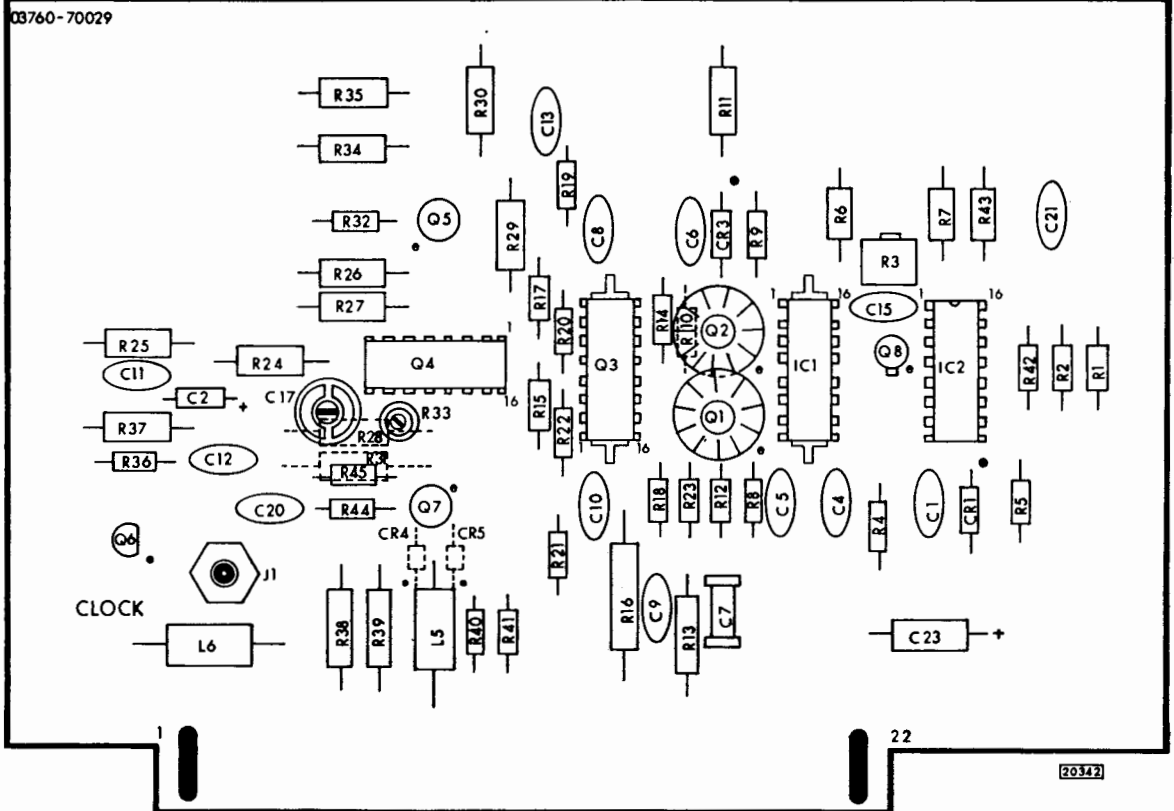 03760-70029
R35
R30
C13
R11
R34
R19
R32
Q5
R29
C8
C6
CR3
R9
R6
R7
R43
C21
R3
R26
R27
R17
R20
R14
R10
Q2
1
16
C15
1
16
R25
C11
R24
Q4
1
16
Q3
IC1
Q8
IC2
R42
R2
R1
C2
+
C17
R33
R15
R22
Q1
R37
R28
1
16
R36
C12
R45
C20
R44
Q7
C10
R18
R23
R12
R8
C5
C4
R4
C1
CR1
R5
CR4
CR5
Q6
J1
R21
CLOCK
L6
R38
R39
L5
R40
R41
R16
C9
R13
C7
C23
+
1
22
20342